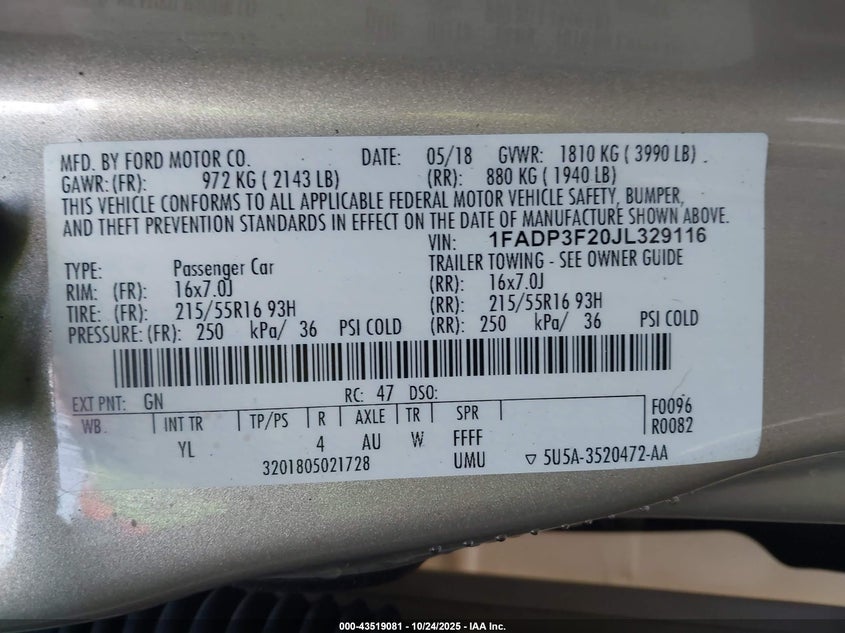 MFD. BY FORD MOTOR CO. DATE: 05/18 GVWR: 1810 KG ( 3990 LB)
GAWR:(FR): 972 KG ( 2143 LB) (RR): 880 KG ( 1940 LB)
THIS VEHICLE CONFORMS TO ALL APPLICABLE FEDERAL MOTOR VEHICLE SAFETY, BUMPER,
AND THEFT PREVENTION STANDARDS IN EFFECT ON THE DATE OF MANUFACTURE SHOWN ABOVE.
VIN: 1FADP3F20JL329116
TYPE: Passenger Car TRAILER TOWING - SEE OWNER GUIDE
RIM: (FR): 16x7.0J (RR): 16x7.0J
TIRE: (FR): 215/55R16 93H (RR): 215/55R16 93H
PRESSURE: (FR): 250 kPa/ 36 PSI COLD (RR): 250 kPa/ 36 PSI COLD
EXT PNT: GN RC: 47 DSO:
WB INT TR TP/PS R AXLE TR SPR F0096
YL 4 AU W FFFF R0082
3201805021728 UMU ▽ 5U5A-3520472-AA
000-43519081 - 10/24/2025 - IAA Inc.